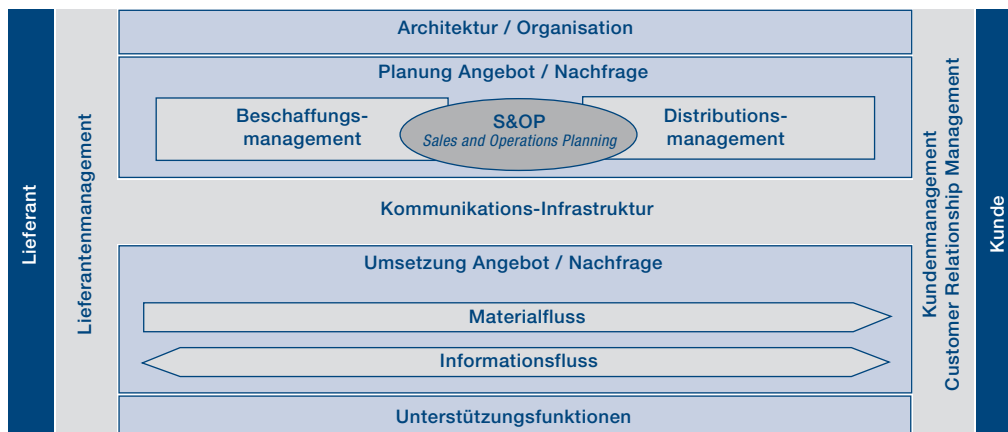 Lieferant
Lieferantenmanagement
Architektur / Organisation
Planung Angebot / Nachfrage
Beschaffungs-
management
S&OP
Sales and Operations Planning
Distributions-
management
Kommunikations-Infrastruktur
Umsetzung Angebot / Nachfrage
Materialfluss
Informationsfluss
Unterstützungsfunktionen
Kundenmanagement
Customer Relationship Management
Kunde